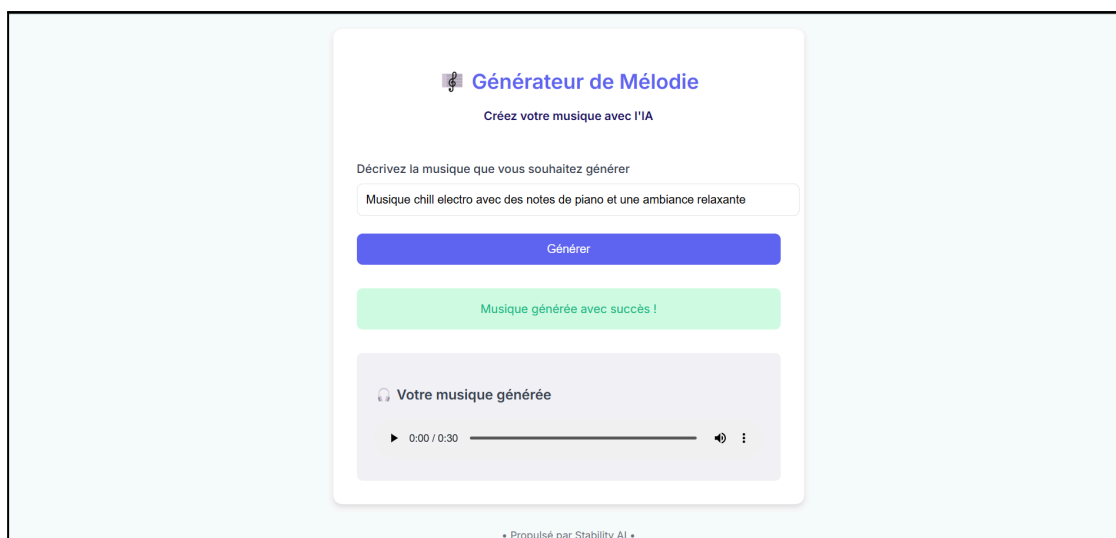 Générateur de Mélodie
Créez votre musique avec l'IA
Décrivez la musique que vous souhaitez générer
Musique chill electro avec des notes de piano et une ambiance relaxante
Générer
Musique générée avec succès !
Votre musique générée
0:00 / 0:30
• Propulsé par Stability AI •